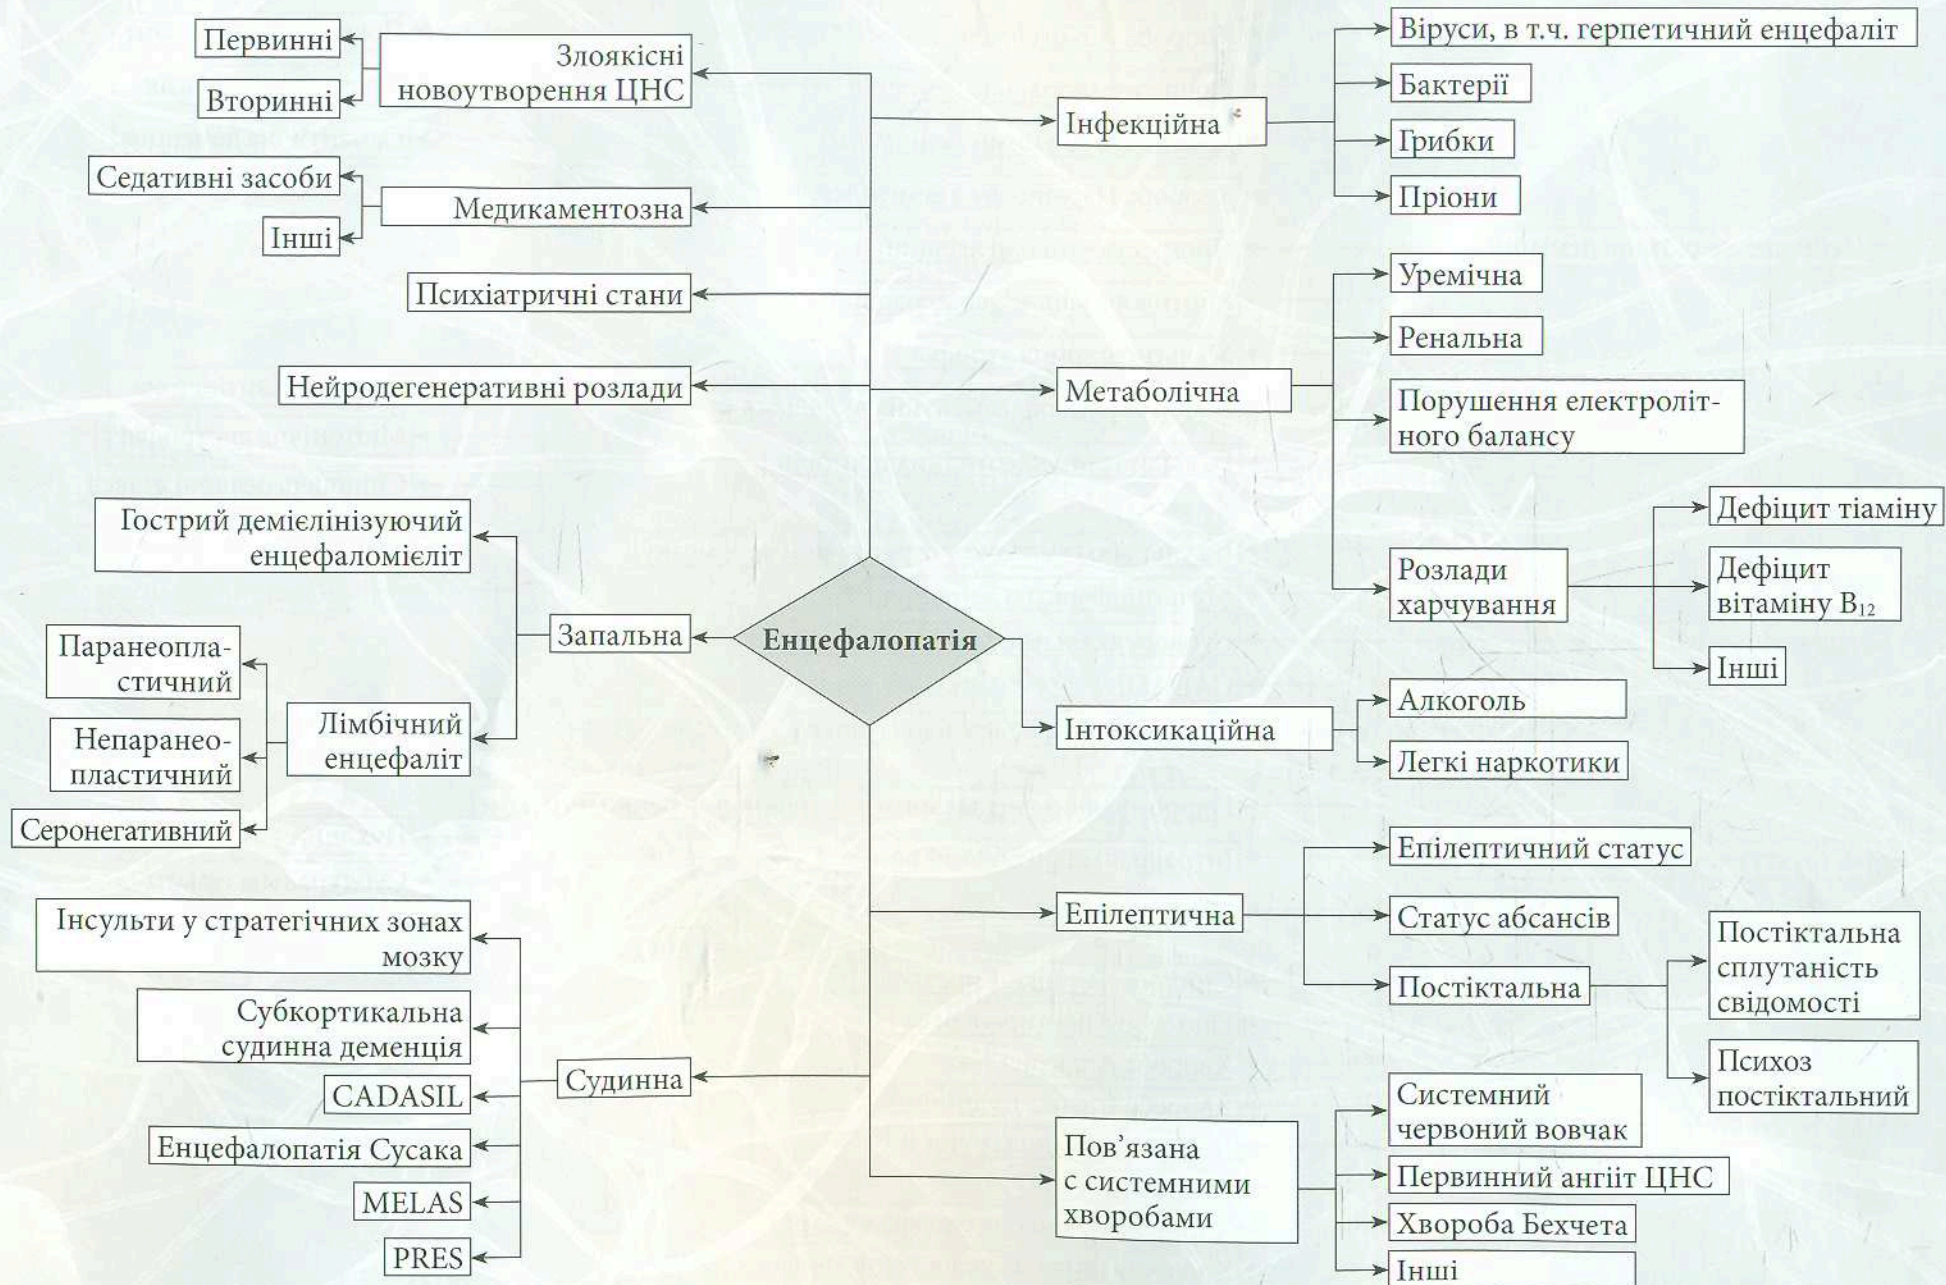 Первинні
Вторинні
Злоякісні
новоутворення ЦНС
Седативні засоби
Інші
Медикаментозна
Психіатричні стани
Нейродегенеративні розлади
Гострий демієлінізуючий
енцефаломієліт
Запальна
Паранеопла-
стичний
Непаранео-
пластичний
Серонегативний
Лімбічний
енцефаліт
Інсульти у стратегічних зонах
мозку
Субкортикальна
судинна деменція
CADASIL
Енцефалопатія Сусака
MELAS
PRES
Судинна
Енцефалопатія
Інфекційна
Віруси, в т.ч. герпетичний енцефаліт
Бактерії
Грибки
Пріони
Метаболічна
Уремічна
Ренальна
Порушення електроліт-
ного балансу
Розлади
харчування
Дефіцит тіаміну
Дефіцит
вітаміну B₁₂
Інші
Інтоксикаційна
Алкоголь
Легкі наркотики
Епілептична
Епілептичний статус
Статус абсансів
Постіктальна
Постіктальна
сплутаність
свідомості
Психоз
постіктальний
Пов’язана
с системними
хворобами
Системний
червоний вовчак
Первинний ангіїт ЦНС
Хвороба Бехчета
Інші